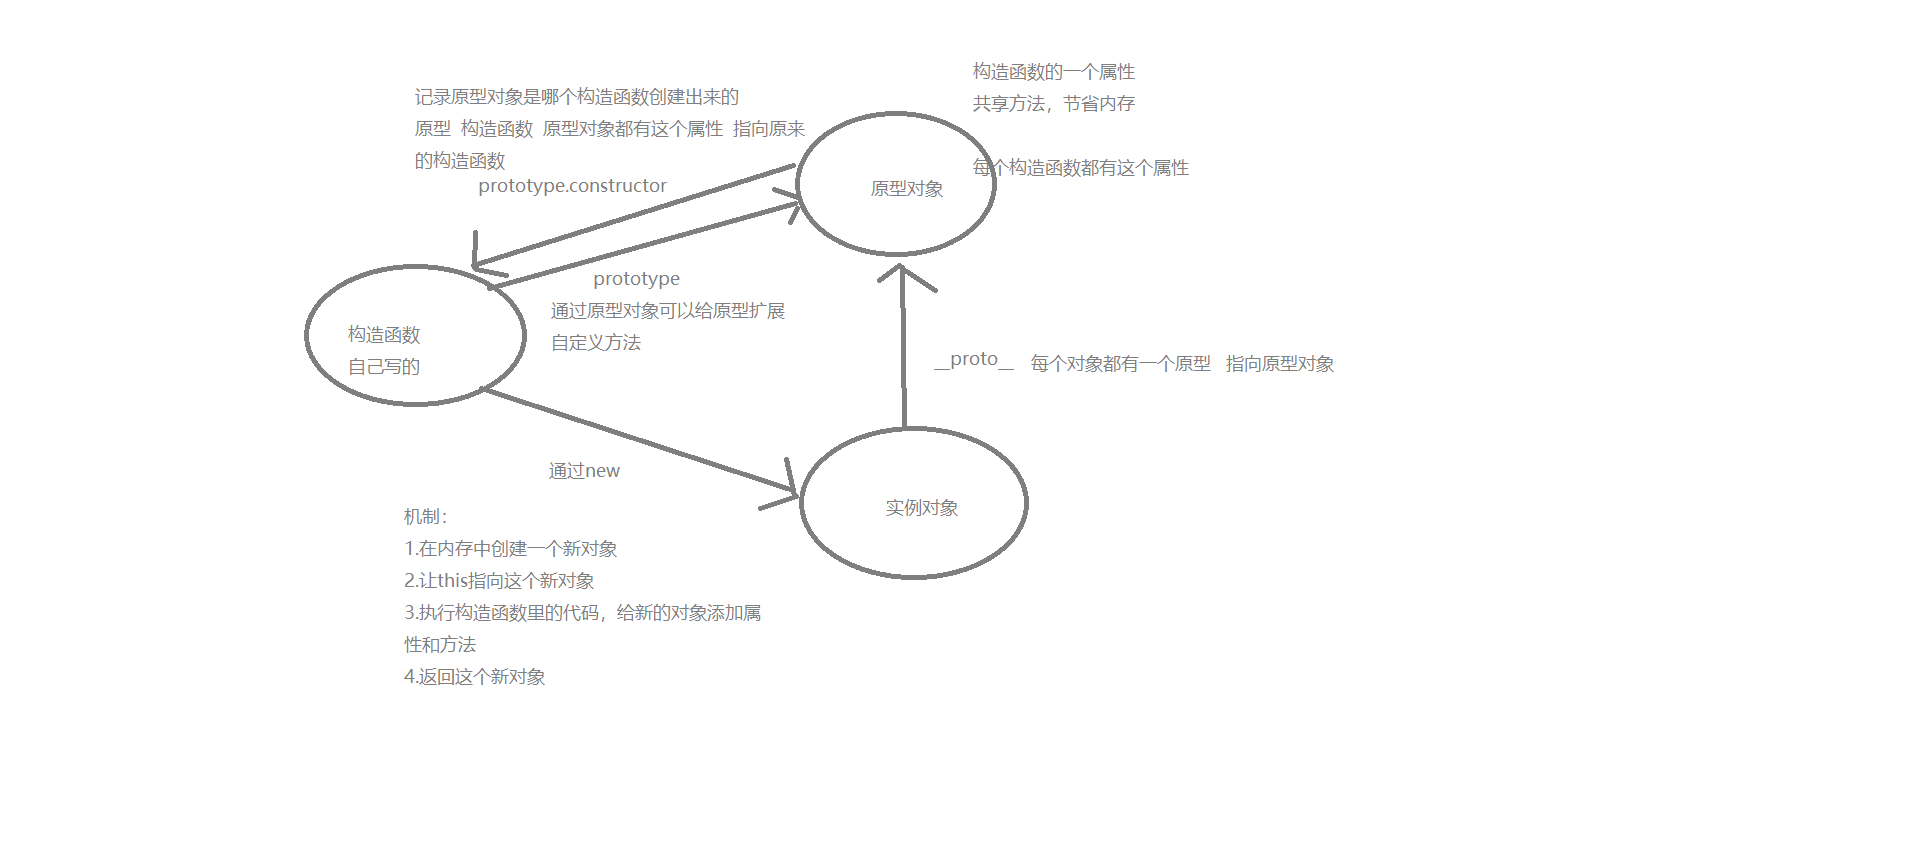 构造函数的一个属性
共享方法，节省内存
每个构造函数都有这个属性
记录原型对象是哪个构造函数创建出来的
原型 构造函数 原型对象都有这个属性 指向原来
的构造函数
prototype.constructor
原型对象
prototype
通过原型对象可以给原型扩展
自定义方法
构造函数
自己写的
__proto__ 每个对象都有一个原型 指向原型对象
通过new
实例对象
机制：
1.在内存中创建一个新对象
2.让this指向这个新对象
3.执行构造函数里的代码，给新的对象添加属
性和方法
4.返回这个新对象